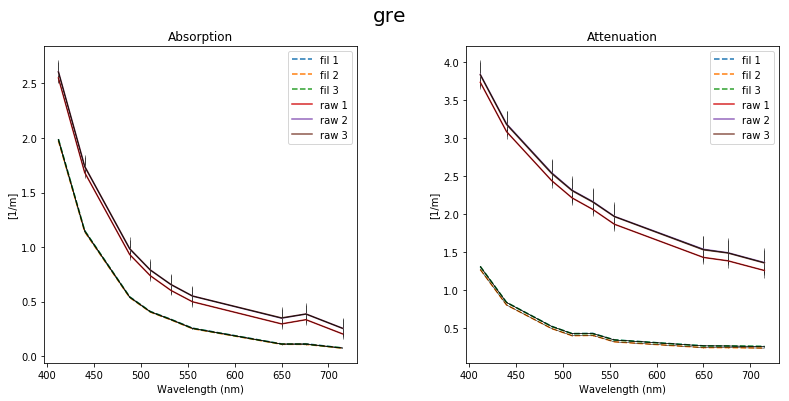 gre
Absorption
fil 1
fil 2
fil 3
raw 1
raw 2
raw 3
[1/m]
2.5
2.0
1.5
1.0
0.5
0.0
400 450 500 550 600 650 700
Wavelength (nm)
Attenuation
fil 1
fil 2
fil 3
raw 1
raw 2
raw 3
[1/m]
4.0
3.5
3.0
2.5
2.0
1.5
1.0
0.5
400 450 500 550 600 650 700
Wavelength (nm)